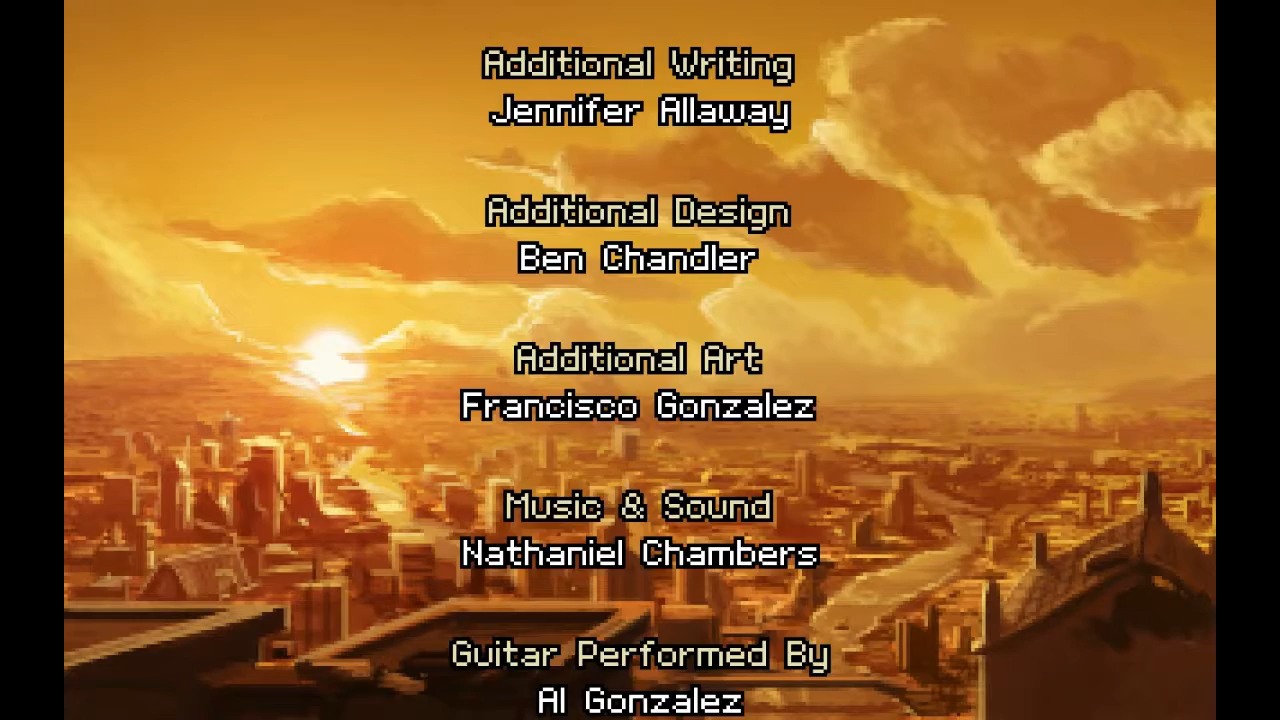 Additional Writing
Jennifer Allaway
Additional Design
Ben Chandler
Additional Art
Francisco Gonzalez
Music & Sound
Nathaniel Chambers
Guitar Performed By
Al Gonzalez